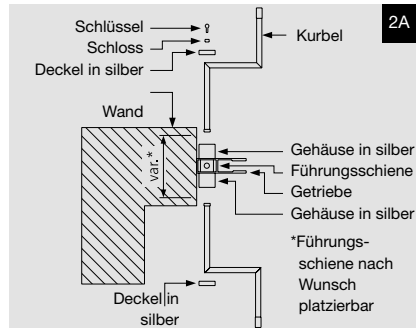 2A
Schlüssel
Schloss
Deckel in silber
Kurbel
Wand
var.*
Gehäuse in silber
Führungsschiene
Getriebe
Gehäuse in silber
*Führungs-
schiene nach
Wunsch
platzierbar
Deckel in
silber